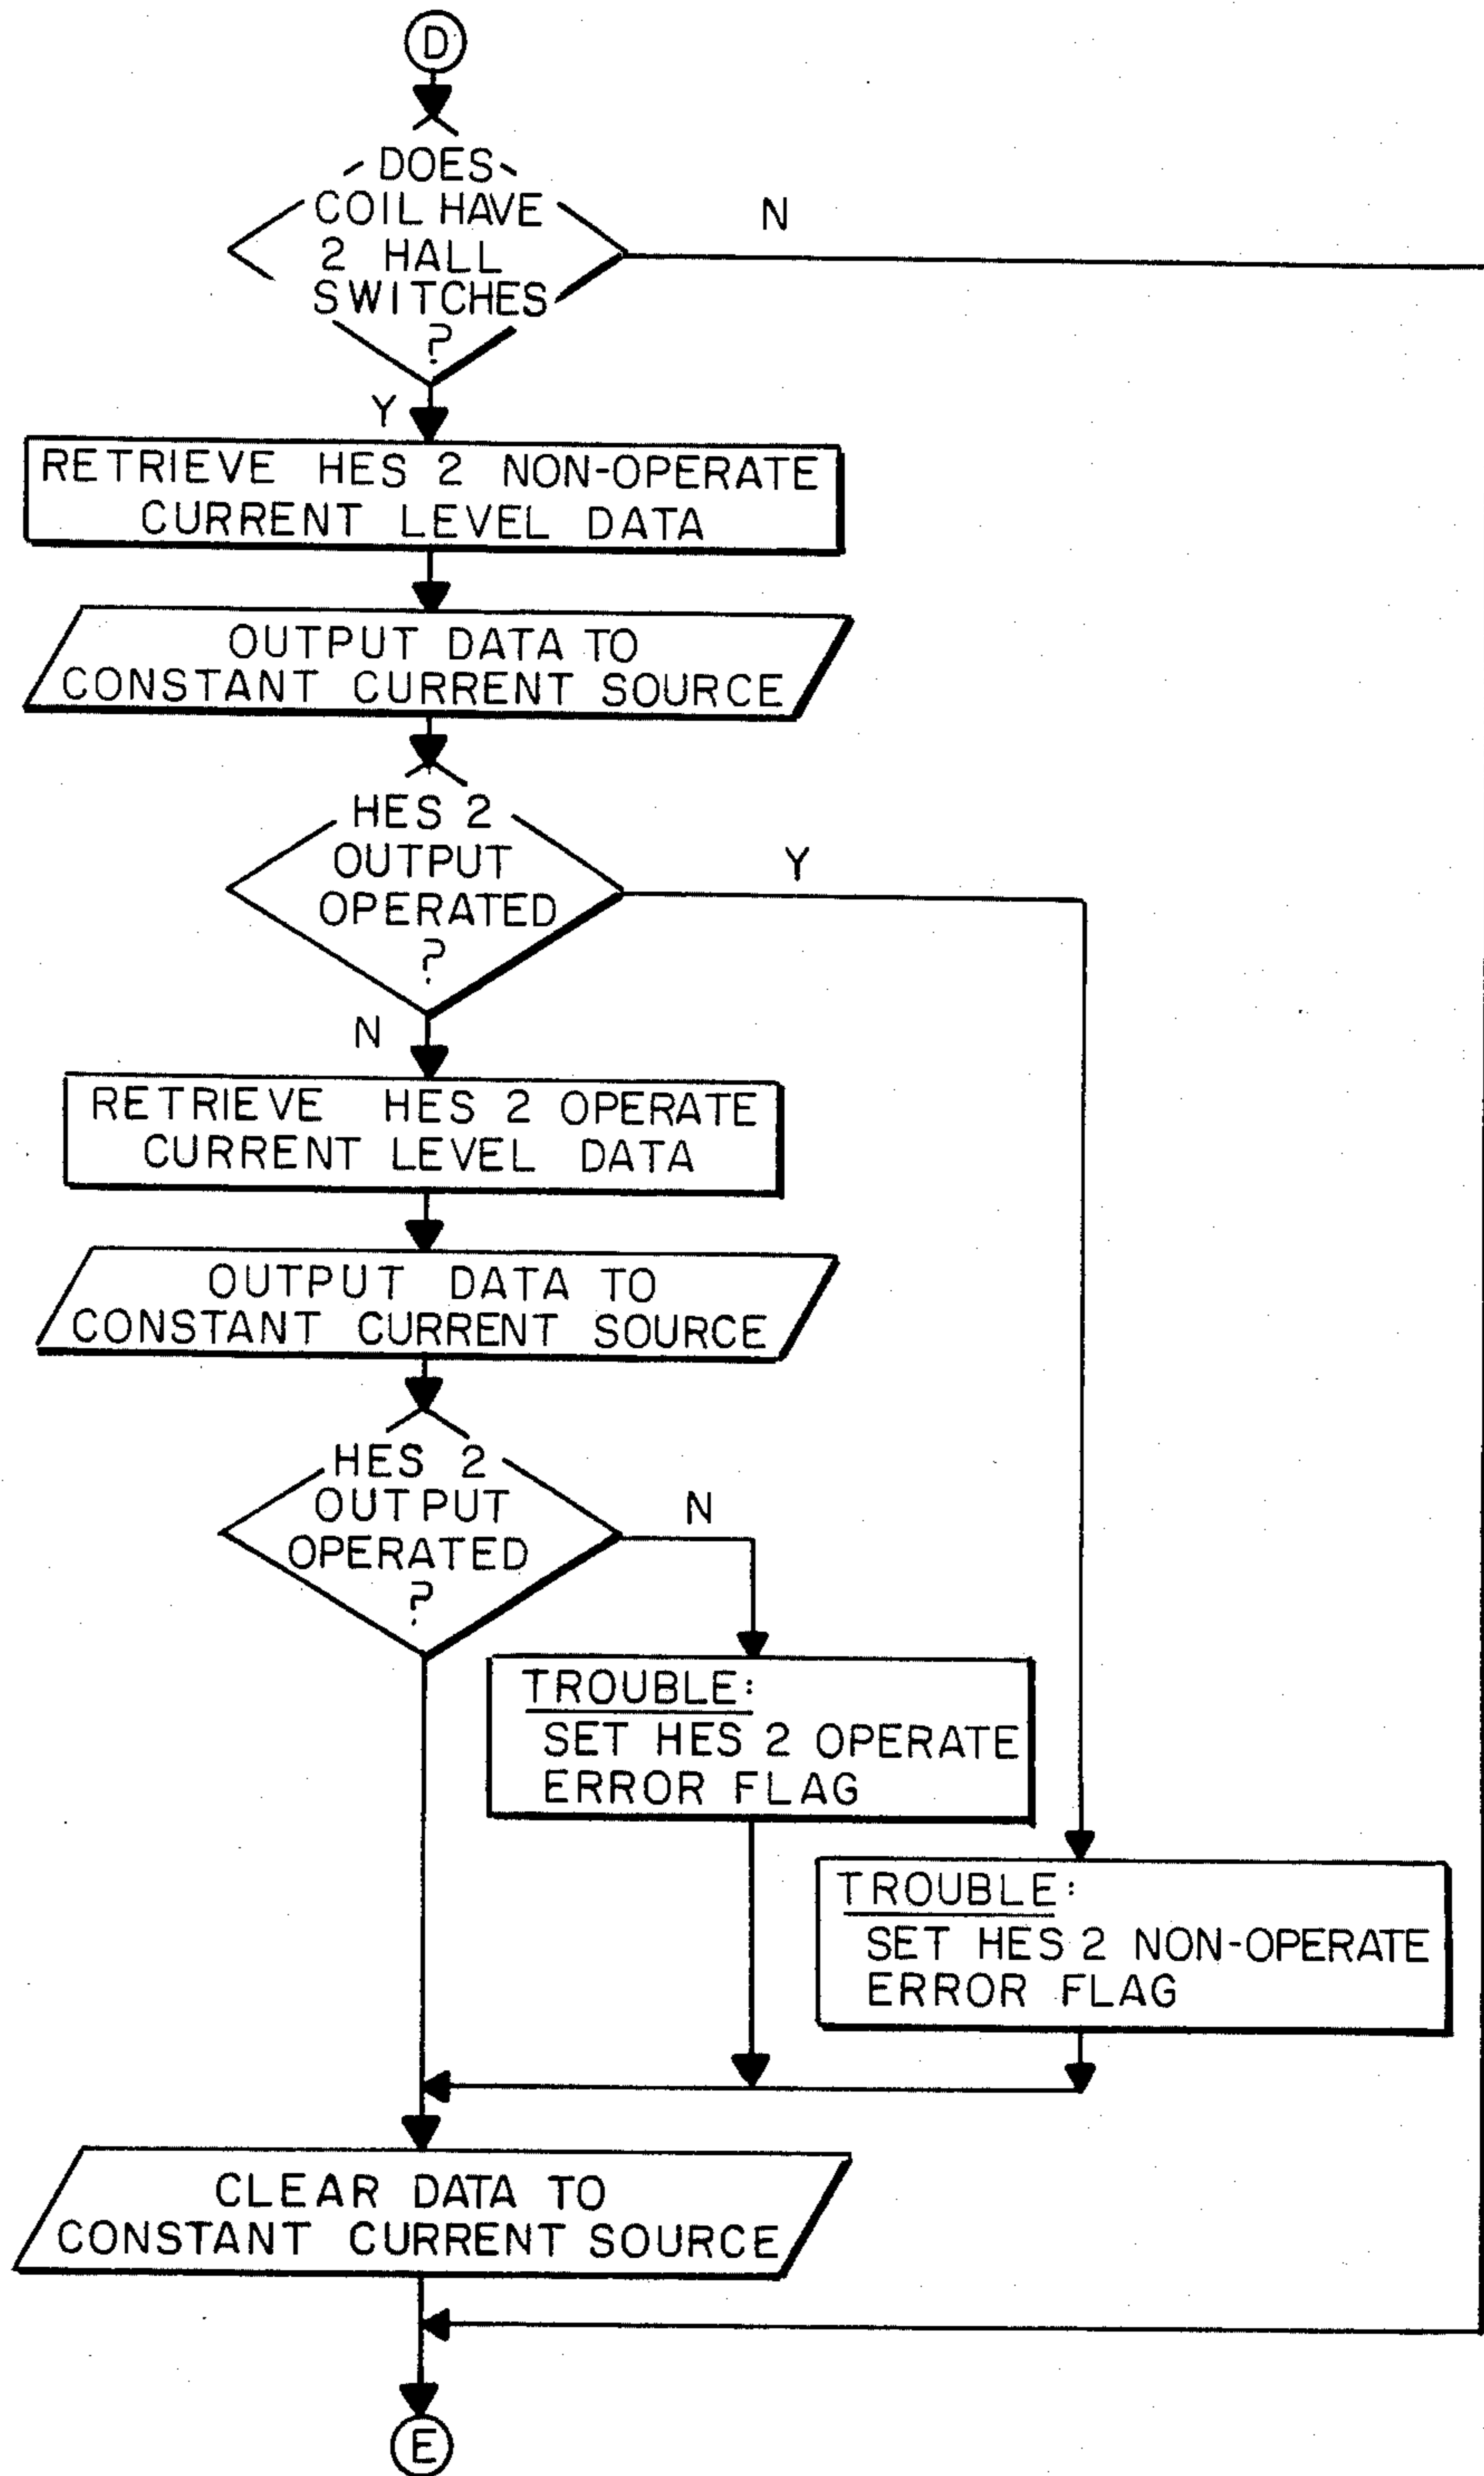 D
DOES
COIL HAVE
2 HALL
SWITCHES
?
N
Y
RETRIEVE HES 2 NON-OPERATE
CURRENT LEVEL DATA
OUTPUT DATA TO
CONSTANT CURRENT SOURCE
HES 2
OUTPUT
OPERATED
?
Y
N
RETRIEVE HES 2 OPERATE
CURRENT LEVEL DATA
OUTPUT DATA TO
CONSTANT CURRENT SOURCE
HES 2
OUTPUT
OPERATED
?
N
TROUBLE:
SET HES 2 OPERATE
ERROR FLAG
TROUBLE:
SET HES 2 NON-OPERATE
ERROR FLAG
CLEAR DATA TO
CONSTANT CURRENT SOURCE
E